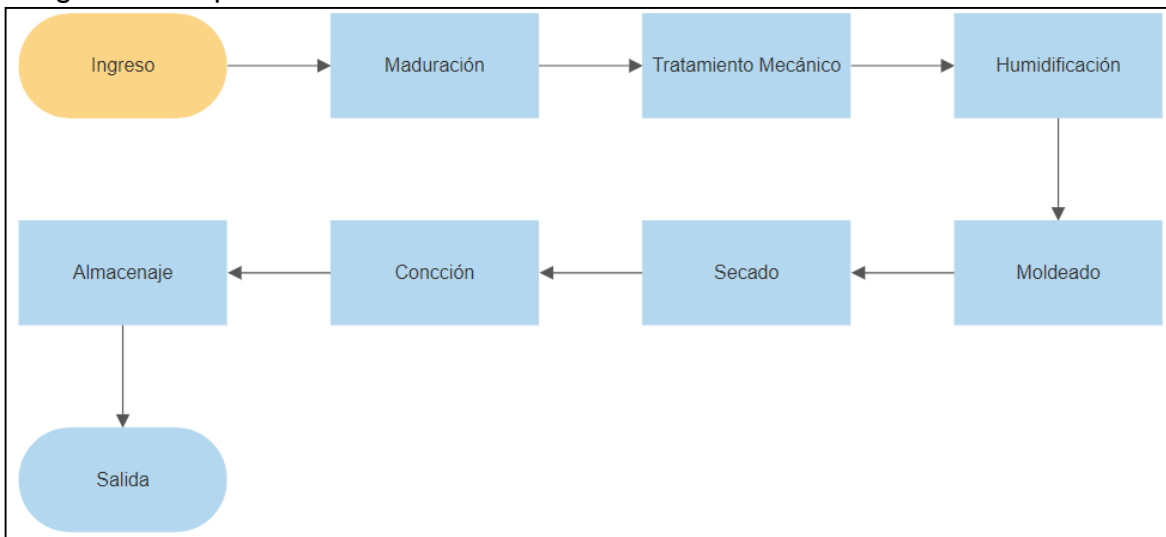 Ingreso
Maduración
Tratamiento Mecánico
Humidificación
Almacenaje
Concción
Secado
Moldeado
Salida